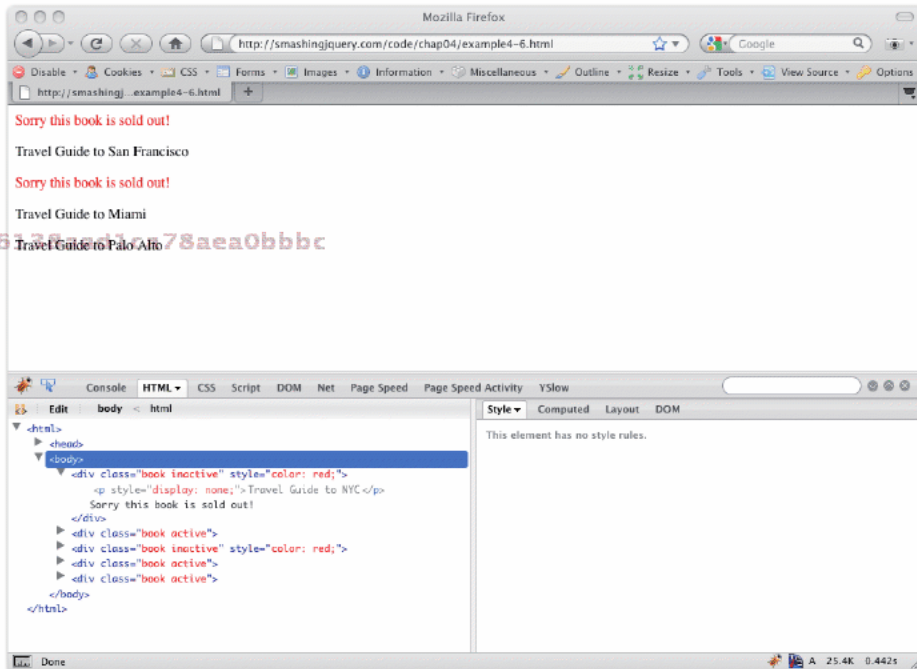 Mozilla Firefox
http://smashingjquery.com/code/chap04/example4-6.html
Google
Disable Cookies CSS Forms Images Information Miscellaneous Outline Resize Tools View Source Options
http://smashingj...example4-6.html +
Sorry this book is sold out!
Travel Guide to San Francisco
Sorry this book is sold out!
Travel Guide to Miami
Travel Guide to Palo Alto
78aea0bbbc
Console HTML CSS Script DOM Net Page Speed Page Speed Activity YSlow
Edit body < html
Style Computed Layout DOM
This element has no style rules.
<html>
<head>
<body>
<div class="book inactive" style="color: red;">
<p style="display: none;">Travel Guide to NYC</p>
Sorry this book is sold out!
</div>
<div class="book active">
<div class="book inactive" style="color: red;">
<div class="book active">
<div class="book active">
</body>
</html>
Done
A 25.4K 0.442s